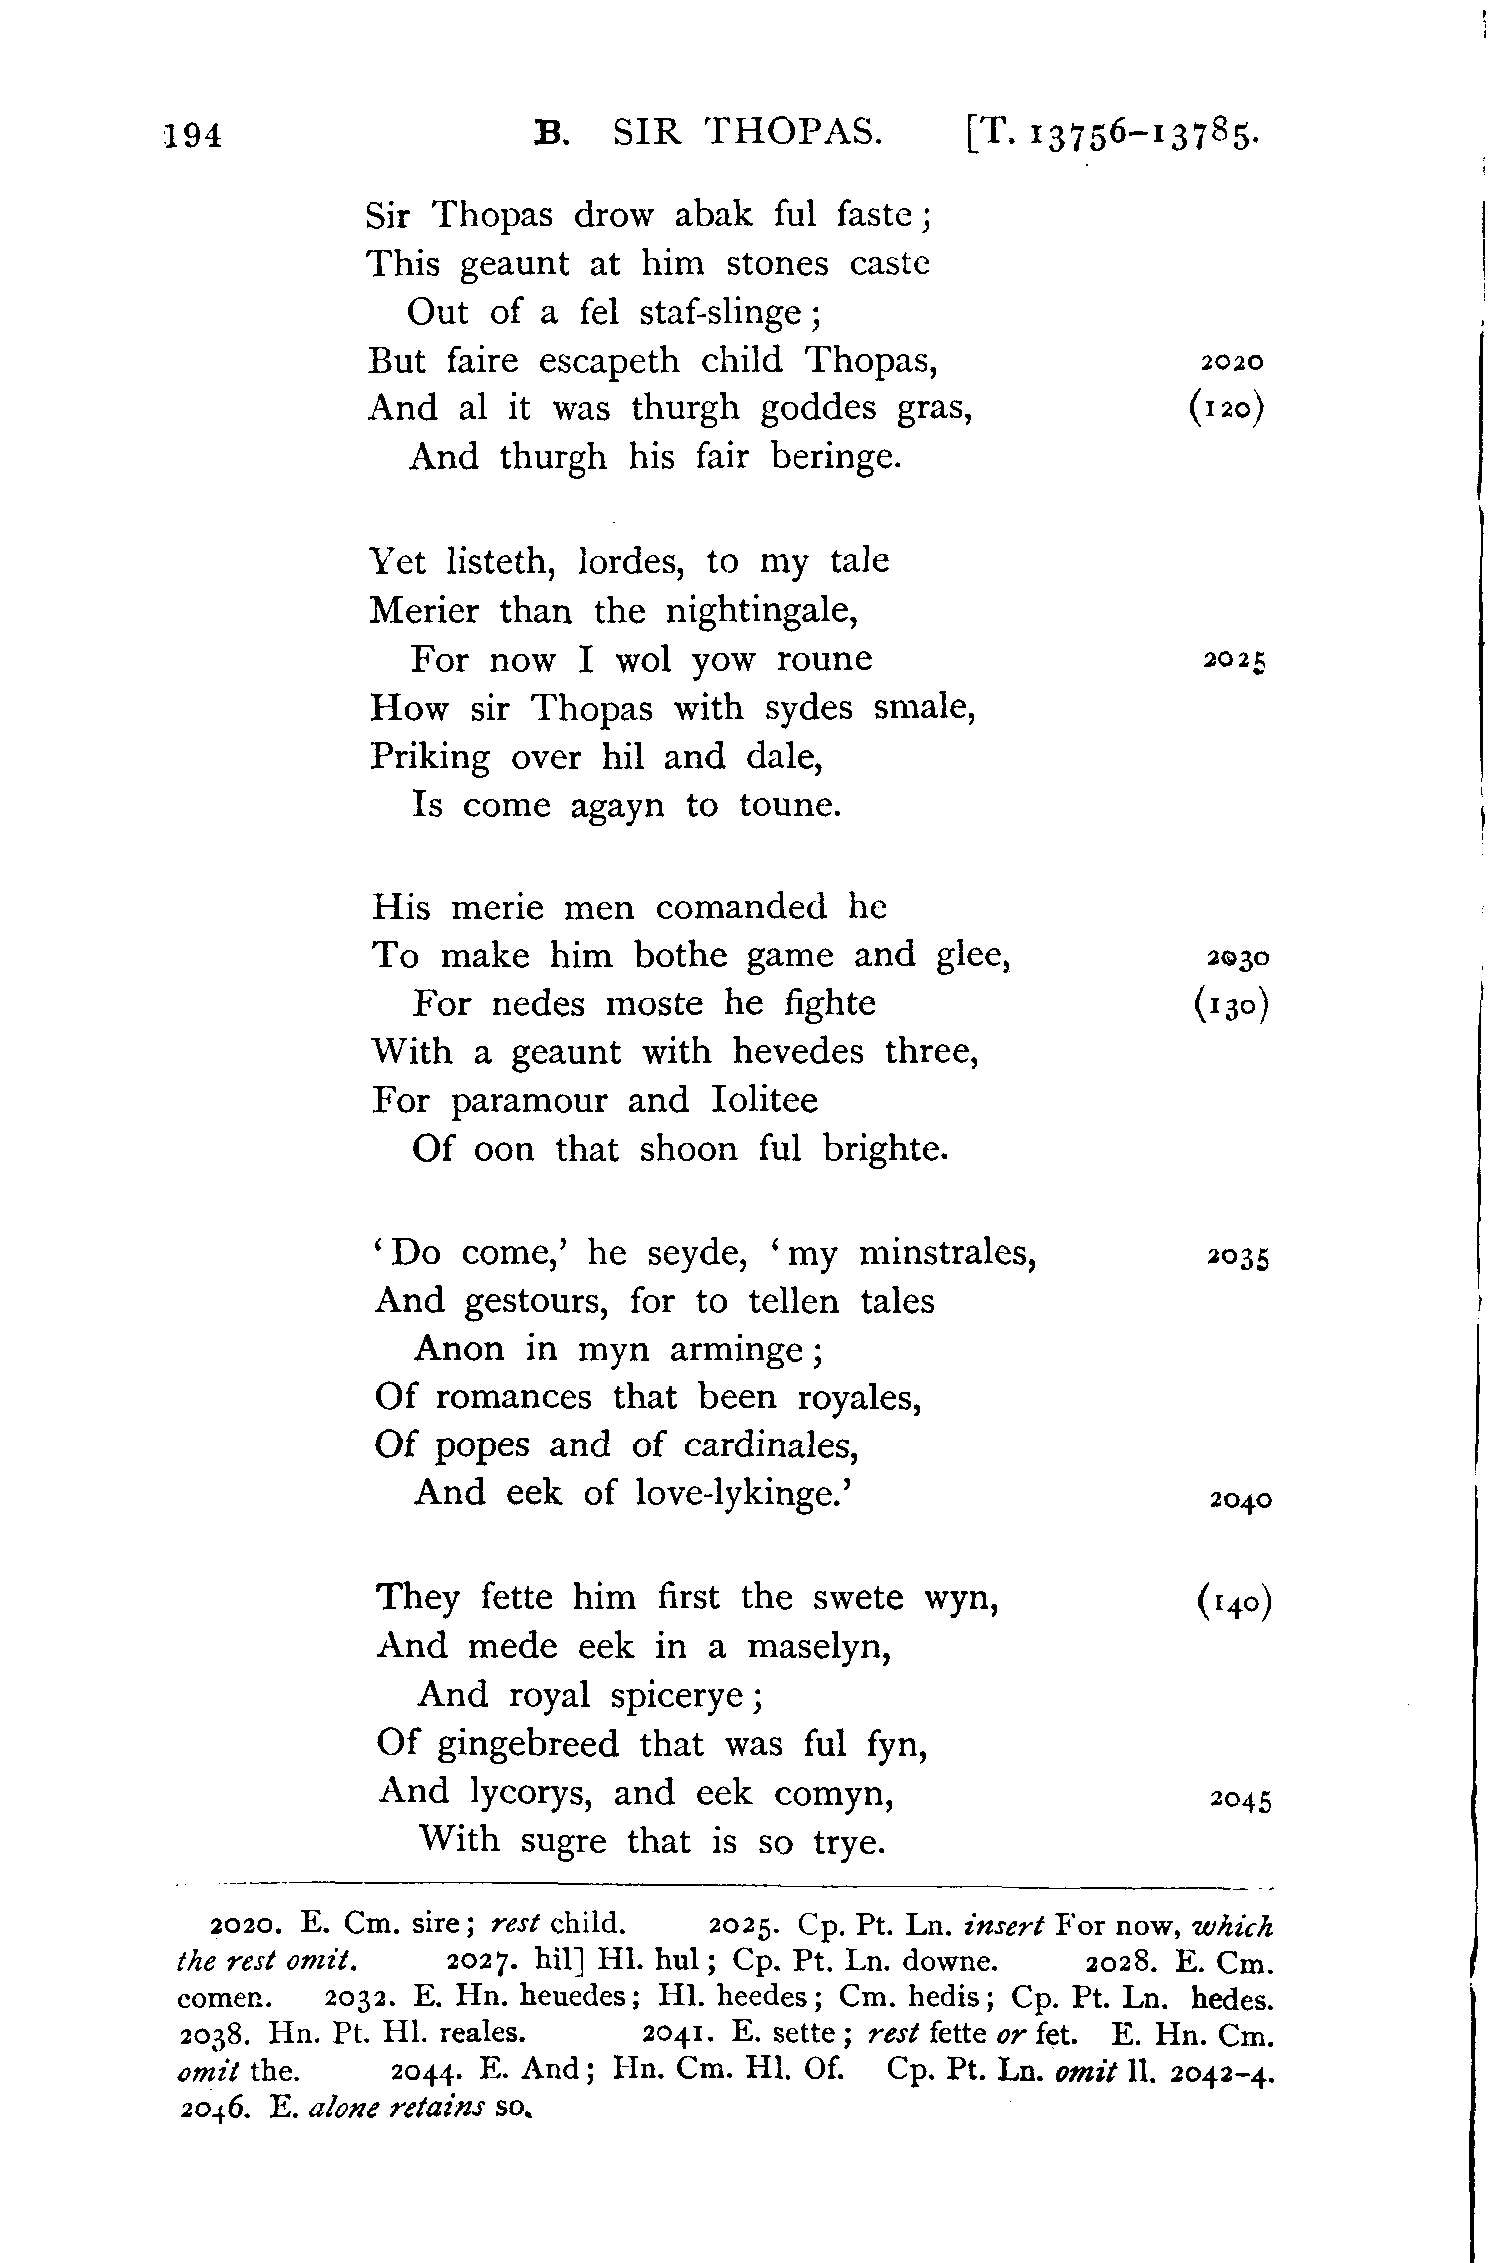 194 B. SIR THOPAS. [T. 13756-13785.
Sir Thopas drow abak ful faste;
This geaunt at him stones caste
Out of a fel staf-slinge;
But faire escapeth child Thopas, 2020
And al it was thurgh goddes gras, (120)
And thurgh his fair beringe.
Yet listeth, lordes, to my tale
Merier than the nightingale,
For now I wol yow roune 2025
How sir Thopas with sydes smale,
Priking over hil and dale,
Is come agayn to toune.
His merie men comanded he
To make him bothe game and glee, 2030
For nedes moste he fighte (130)
With a geaunt with hevedes three,
For paramour and Iolitee
Of oon that shoon ful brighte.
‘Do come,’ he seyde, ‘my minstrales, 2035
And gestours, for to tellen tales
Anon in myn arminge;
Of romances that been royales,
Of popes and of cardinales,
And eek of love-lykinge.’ 2040
They fette him first the swete wyn, (140)
And mede eek in a maselyn,
And royal spicerye;
Of gingebreed that was ful fyn,
And lycorys, and eek comyn, 2045
With sugre that is so trye.
2020. E. Cm. sire; rest child. 2025. Cp. Pt. Ln. insert For now, which
the rest omit. 2027. hil] Hl. hul; Cp. Pt. Ln. downe. 2028. E. Cm.
comen. 2032. E. Hn. heuedes; Hl. heedes; Cm. hedis; Cp. Pt. Ln. hedes.
2038. Hn. Pt. Hl. reales. 2041. E. sette; rest fette or fet. E. Hn. Cm.
omit the. 2044. E. And; Hn. Cm. Hl. Of. Cp. Pt. Ln. omit ll. 2042-4.
2046. E. alone retains so.